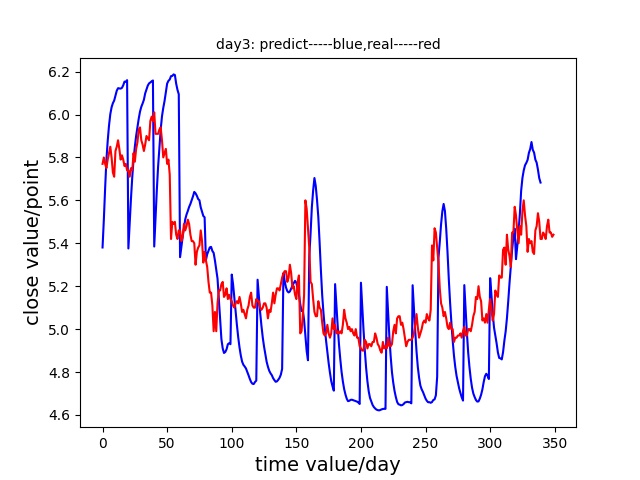 day3: predict-----blue,real-----red
close value/point
6.2
6.0
5.8
5.6
5.4
5.2
5.0
4.8
4.6
0 50 100 150 200 250 300 350
time value/day